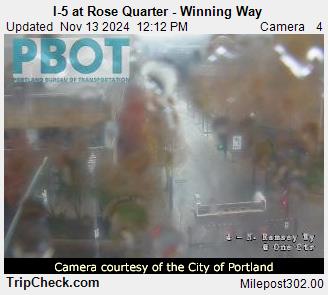 I-5 at Rose Quarter - Winning Way
Updated Nov 13 2024 12:12 PM Camera 4
PBOT
PORTLAND BUREAU OF TRANSPORTATION
4 - N. Ramsey Wy
@ One Ctr
Camera courtesy of the City of Portland
TripCheck.com Milepost302.00